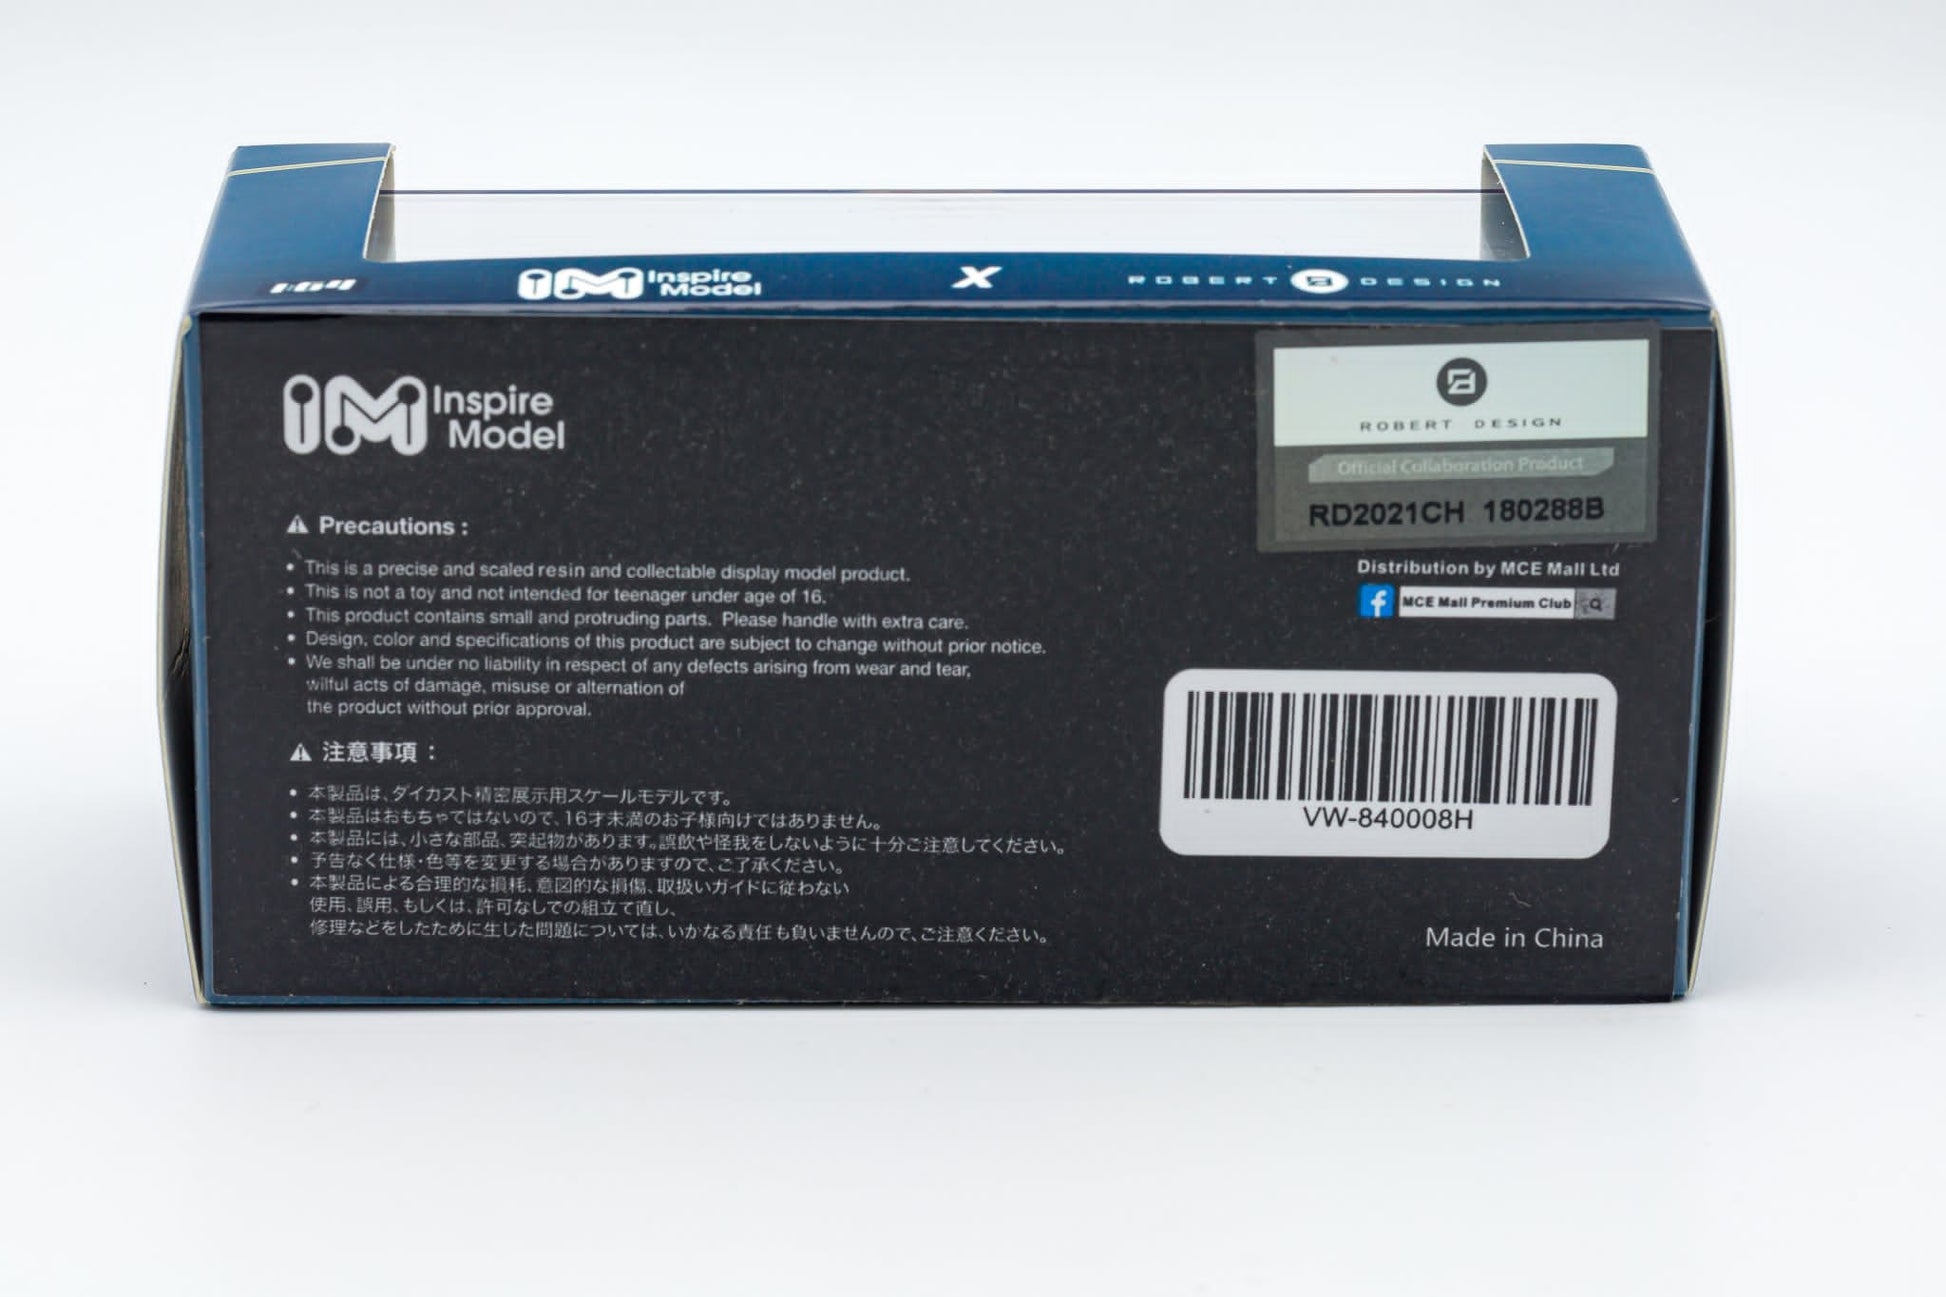 1:64
Inspire
Model
X
ROBERT DESIGN
iM Inspire
Model
ROBERT DESIGN
Official Collaboration Product
RD2021CH 180288B
Distribution by MCE Mall Ltd
MCE Mall Premium Club
Precautions :
• This is a precise and scaled resin and collectable display model product.
• This is not a toy and not intended for teenager under age of 16.
• This product contains small and protruding parts. Please handle with extra care.
• Design, color and specifications of this product are subject to change without prior notice.
• We shall be under no liability in respect of any defects arising from wear and tear,
wilful acts of damage, misuse or alternation of
the product without prior approval.
注意事項：
• 本製品は、ダイカスト精密展示用スケールモデルです。
• 本製品はおもちゃではないので、16才未満のお子様向けではありません。
• 本製品には、小さな部品、突起物があります。誤飲や怪我をしないように十分ご注意してください。
• 予告なく仕様・色等を変更する場合がありますので、ご了承ください。
• 本製品による合理的な損耗、意図的な損傷、取扱いガイドに従わない
使用、誤用、もしくは、許可なしでの組立て直し、
修理などをしたために生じた問題については、いかなる責任も負いませんので、ご注意ください。
VW-840008H
Made in China